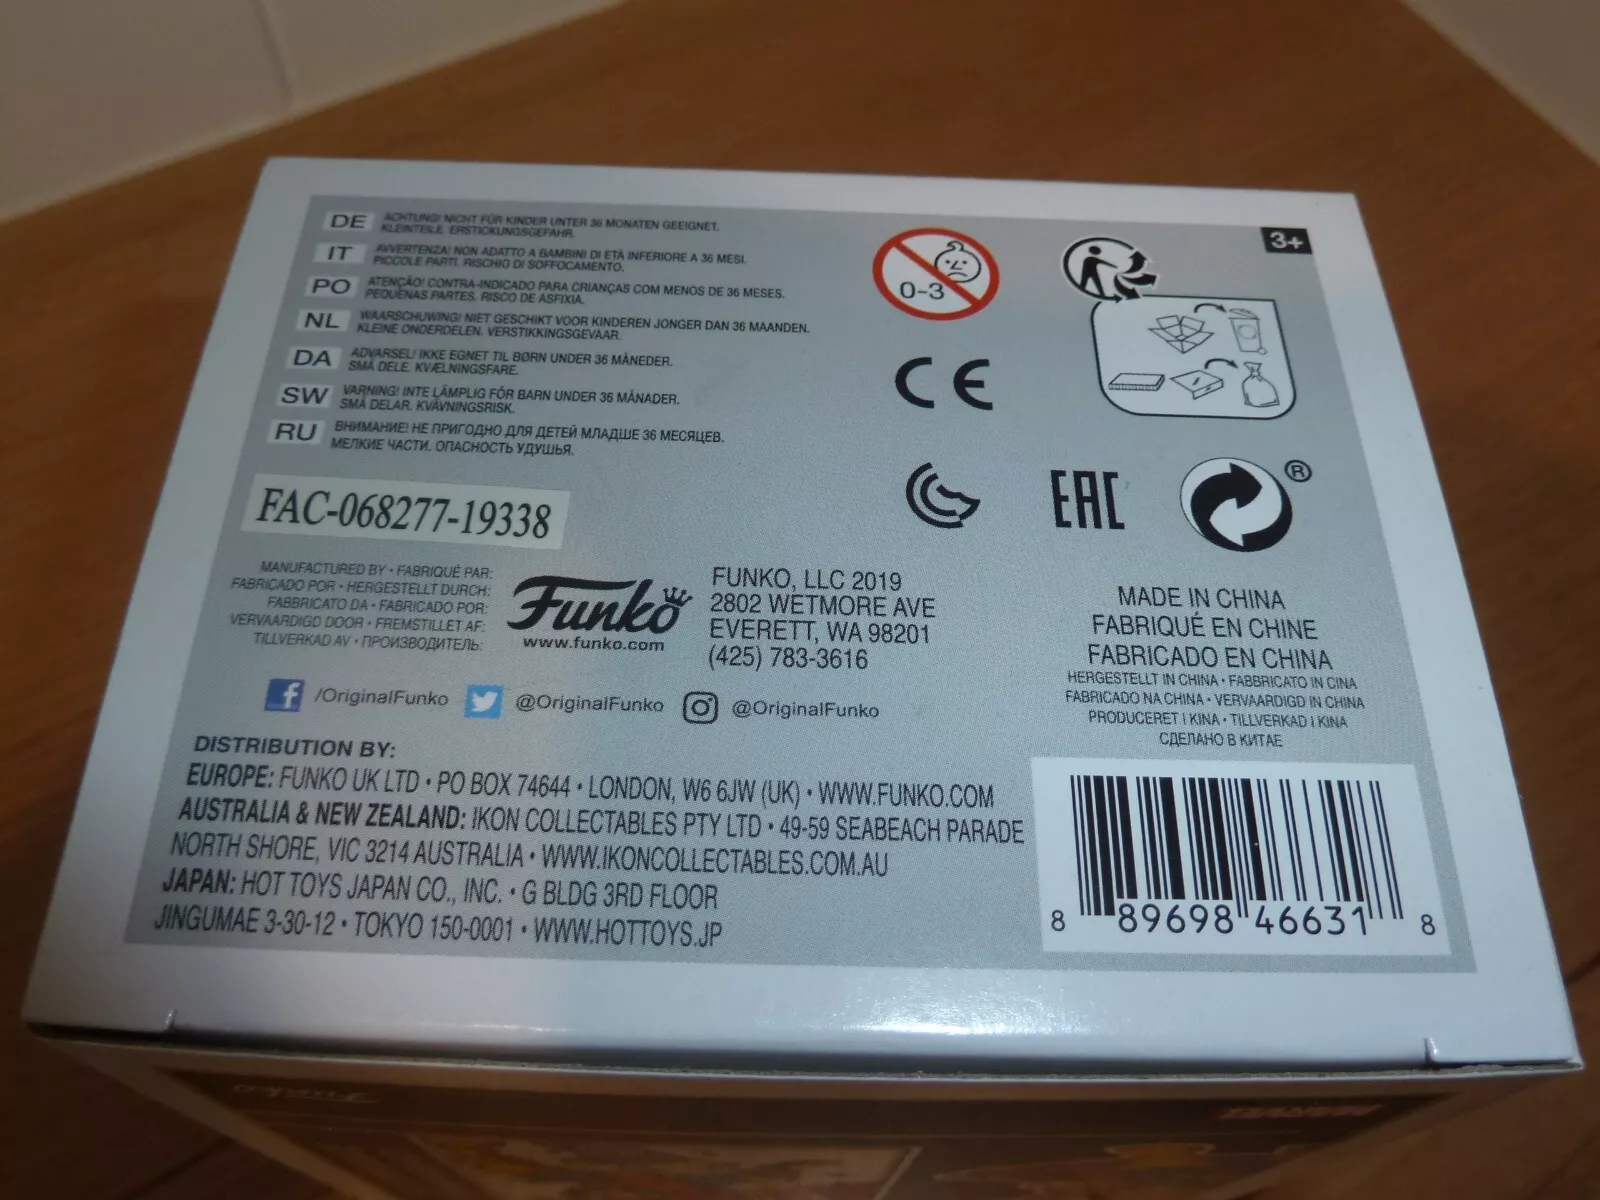 DE ACHTUNG! NICHT FÜR KINDER UNTER 36 MONATEN GEEIGNET.
KLEINTEILE. ERSTICKUNGSGEFAHR.
IT AVVERTENZA! NON ADATTO A BAMBINI DI ETÀ INFERIORE A 36 MESI.
PICCOLE PARTI. RISCHIO DI SOFFOCAMENTO.
PO ATENÇÃO! CONTRA-INDICADO PARA CRIANÇAS COM MENOS DE 36 MESES.
PEQUENAS PARTES. RISCO DE ASFIXIA.
NL WAARSCHUWING! NIET GESCHIKT VOOR KINDEREN JONGER DAN 36 MAANDEN.
KLEINE ONDERDELEN. VERSTIKKINGSGEVAAR.
DA ADVARSEL! IKKE EGNET TIL BØRN UNDER 36 MÅNEDER.
SMÅ DELE. KVÆLNINGSFARE.
SW VARNING! INTE LÄMPLIG FÖR BARN UNDER 36 MÅNADER.
SMÅ DELAR. KVÄVNINGSRISK.
RU ВНИМАНИЕ! НЕ ПРИГОДНО ДЛЯ ДЕТЕЙ МЛАДШЕ 36 МЕСЯЦЕВ.
МЕЛКИЕ ЧАСТИ. ОПАСНОСТЬ УДУШЬЯ.
0-3
3+
CE
EAC
®
FAC-068277-19338
MANUFACTURED BY • FABRIQUÉ PAR:
FABRICADO POR • HERGESTELLT DURCH:
FABBRICATO DA • FABRICADO POR:
VERVAARDIGD DOOR • FREMSTILLET AF:
TILLVERKAD AV • ПРОИЗВОДИТЕЛЬ:
Funko
www.funko.com
FUNKO, LLC 2019
2802 WETMORE AVE
EVERETT, WA 98201
(425) 783-3616
/OriginalFunko @OriginalFunko @OriginalFunko
MADE IN CHINA
FABRIQUÉ EN CHINE
FABRICADO EN CHINA
HERGESTELLT IN CHINA • FABBRICATO IN CINA
FABRICADO NA CHINA • VERVAARDIGD IN CHINA
PRODUCERET I KINA • TILLVERKAD I KINA
СДЕЛАНО В КИТАЕ
DISTRIBUTION BY:
EUROPE: FUNKO UK LTD • PO BOX 74644 • LONDON, W6 6JW (UK) • WWW.FUNKO.COM
AUSTRALIA & NEW ZEALAND: IKON COLLECTABLES PTY LTD • 49-59 SEABEACH PARADE
NORTH SHORE, VIC 3214 AUSTRALIA • WWW.IKONCOLLECTABLES.COM.AU
JAPAN: HOT TOYS JAPAN CO., INC. • G BLDG 3RD FLOOR
JINGUMAE 3-30-12 • TOKYO 150-0001 • WWW.HOTTOYS.JP
8 89698 46631 8
Funko
MARVEL